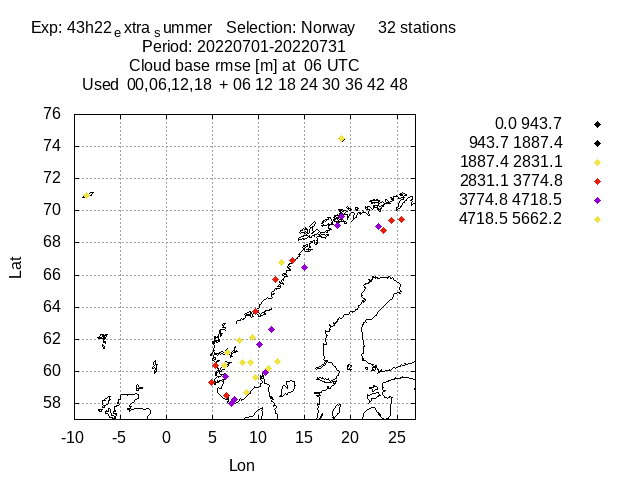 Exp: 43h22extrasummer   Selection: Norway     32 stations
Period: 20220701-20220731
Cloud base rmse [m] at  06 UTC
Used  00,06,12,18  + 06 12 18 24 30 36 42 48
0.0 943.7
943.7 1887.4
1887.4 2831.1
2831.1 3774.8
3774.8 4718.5
4718.5 5662.2
76
74
72
70
68
66
64
62
60
58
Lat
-10 -5 0 5 10 15 20 25
Lon